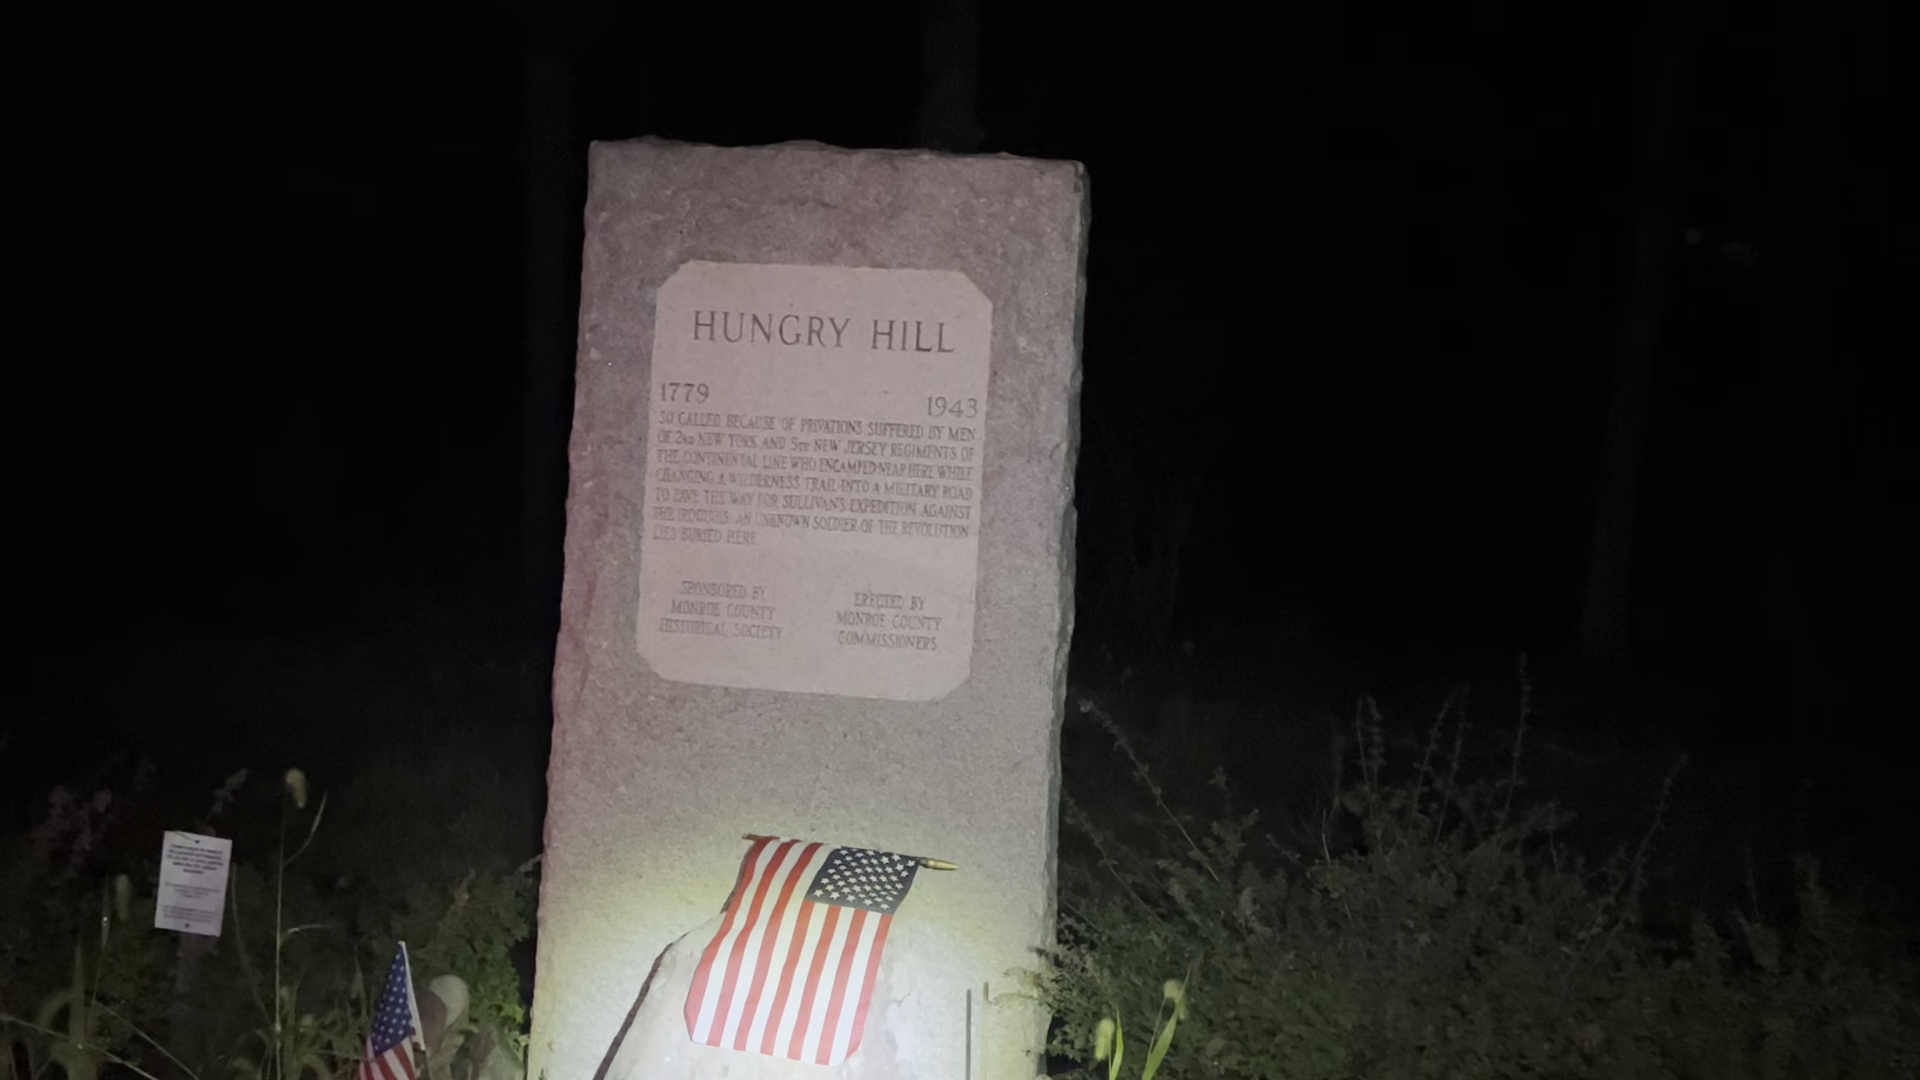 HUNGRY HILL
1779 1943
SO CALLED BECAUSE OF PRIVATIONS SUFFERED BY MEN
OF 2ND NEW YORK AND 5TH NEW JERSEY REGIMENTS OF
THE CONTINENTAL LINE WHO ENCAMPED NEAR HERE WHILE
CHANGING A WILDERNESS TRAIL INTO A MILITARY ROAD
TO PAVE THE WAY FOR SULLIVAN'S EXPEDITION AGAINST
THE IROQUOIS. AN UNKNOWN SOLDIER OF THE REVOLUTION
LIES BURIED HERE
SPONSORED BY
MONROE COUNTY
HISTORICAL SOCIETY
ERECTED BY
MONROE COUNTY
COMMISSIONERS